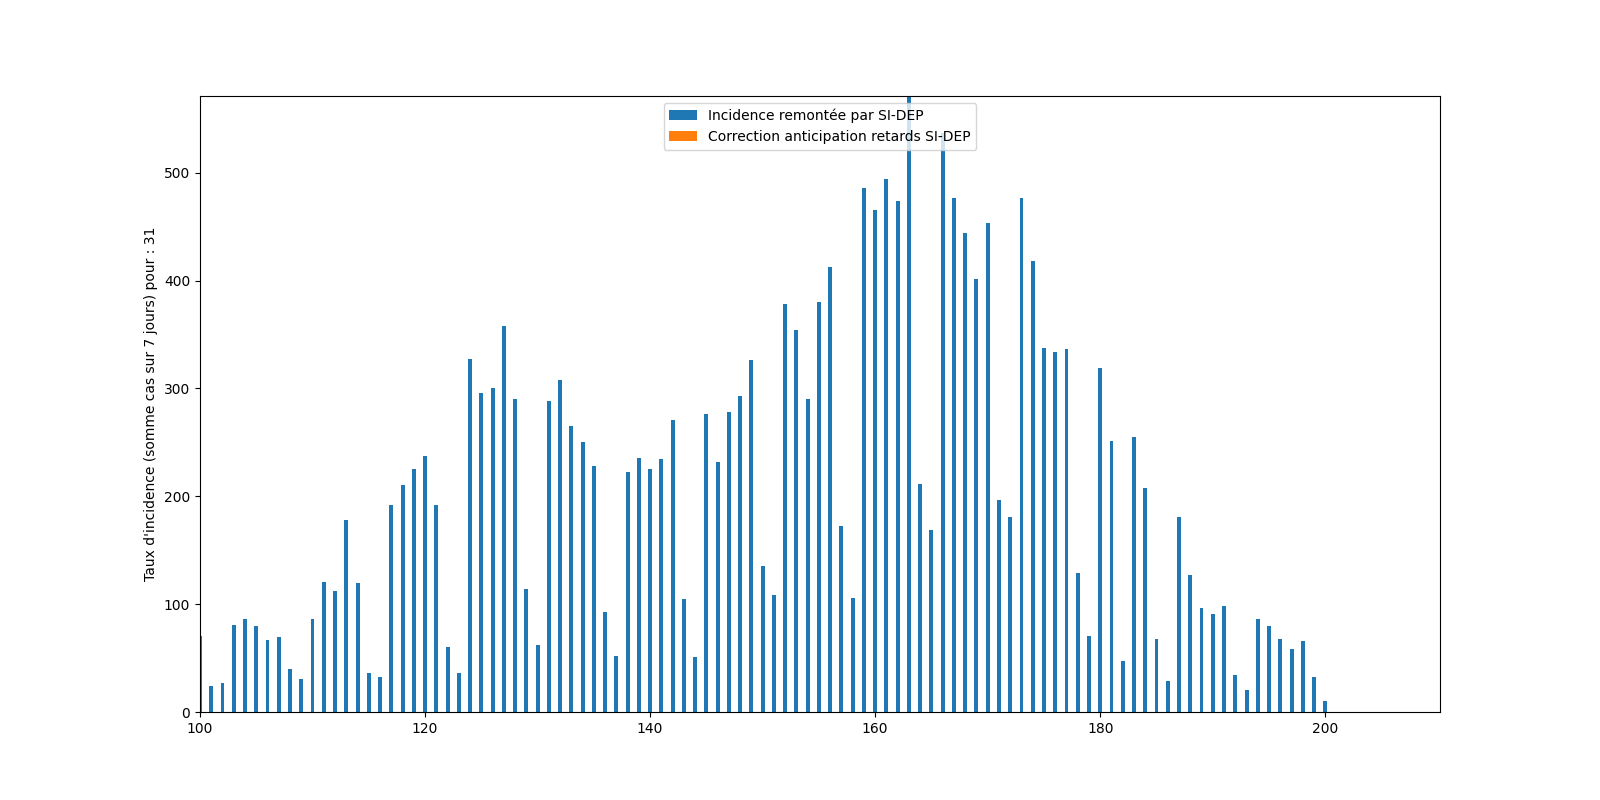 Incidence remontée par SI-DEP
Correction anticipation retards SI-DEP
Taux d'incidence (somme cas sur 7 jours) pour : 31
500
400
300
200
100
0
100 120 140 160 180 200